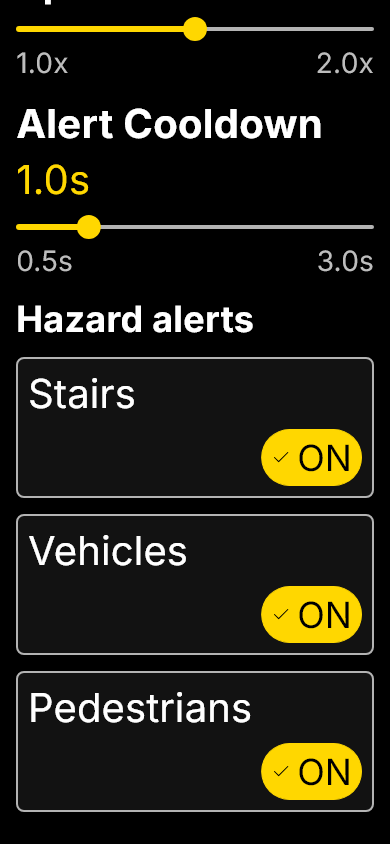 1.0x 2.0x
Alert Cooldown
1.0s
0.5s 3.0s
Hazard alerts
Stairs
ON
Vehicles
ON
Pedestrians
ON